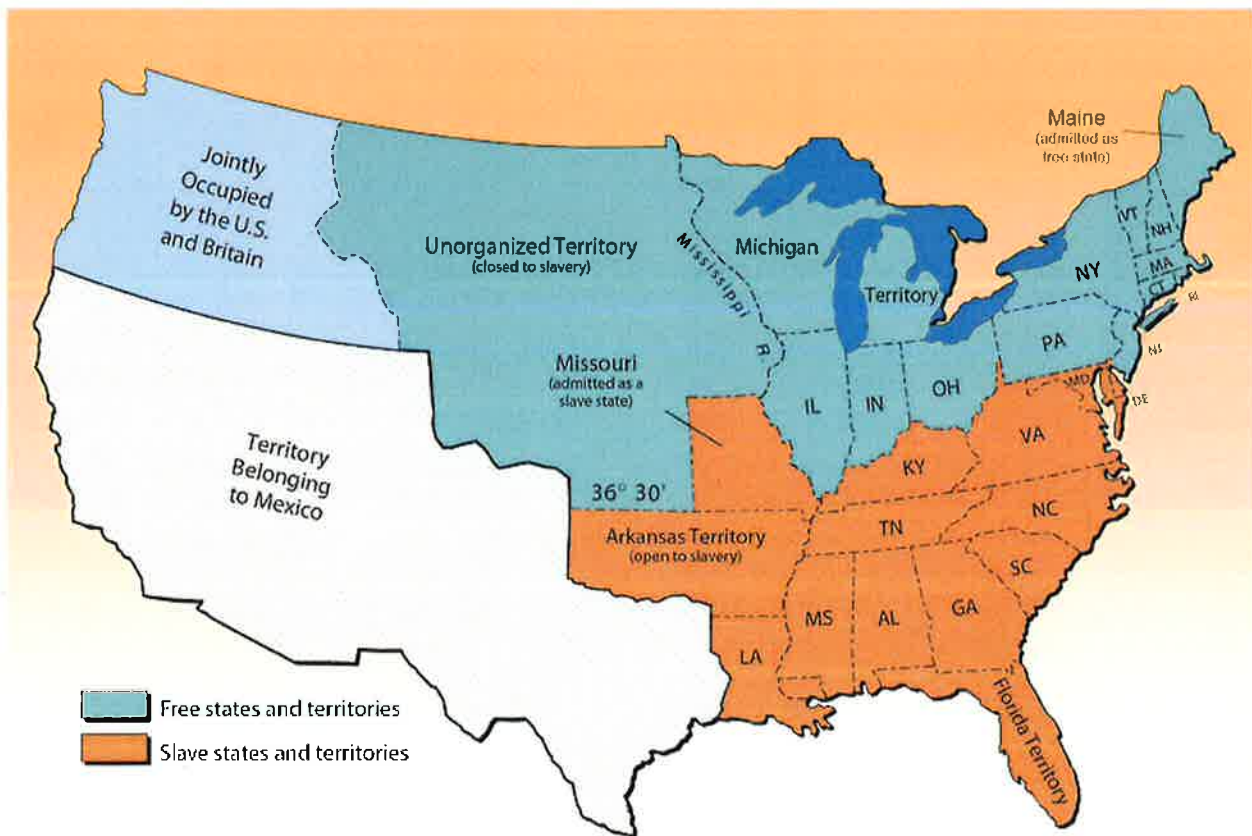 Maine
(admitted as
free state)
Jointly
Occupied
by the U.S.
and Britain
Unorganized Territory
(closed to slavery)
Mississippi R
Michigan
Territory
VT
NH
NY
MA
CT
RI
PA
NJ
Missouri
(admitted as a
slave state)
IL
IN
OH
MD
DE
VA
KY
Territory
Belonging
to Mexico
36° 30'
Arkansas Territory
(open to slavery)
TN
NC
SC
MS
AL
GA
LA
Florida Territory
Free states and territories
Slave states and territories